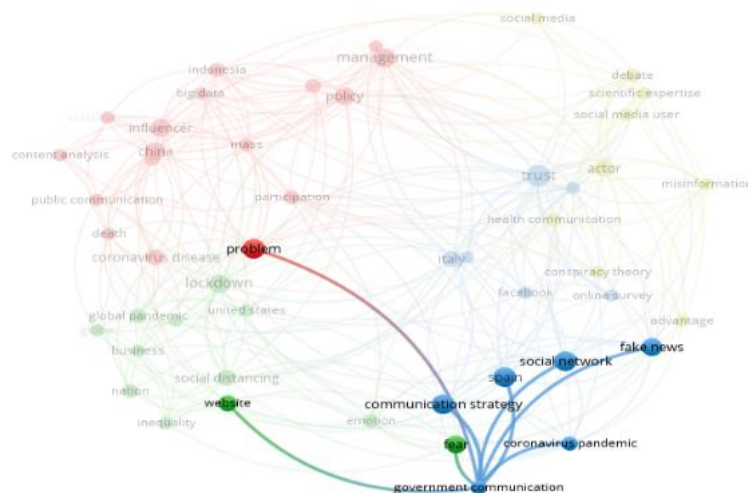 social media
management
indonesia
debate
big data
policy
scientific expertise
social media user
influencer
mass
content analysis
china
trust
actor
misinformation
public communication
participation
health communication
death
problem
coronavirus disease
italy
conspiracy theory
lockdown
facebook
online survey
global pandemic
united states
advantage
business
fake news
social network
nation
social distancing
spain
website
communication strategy
inequality
emotion
fear
coronavirus pandemic
government communication